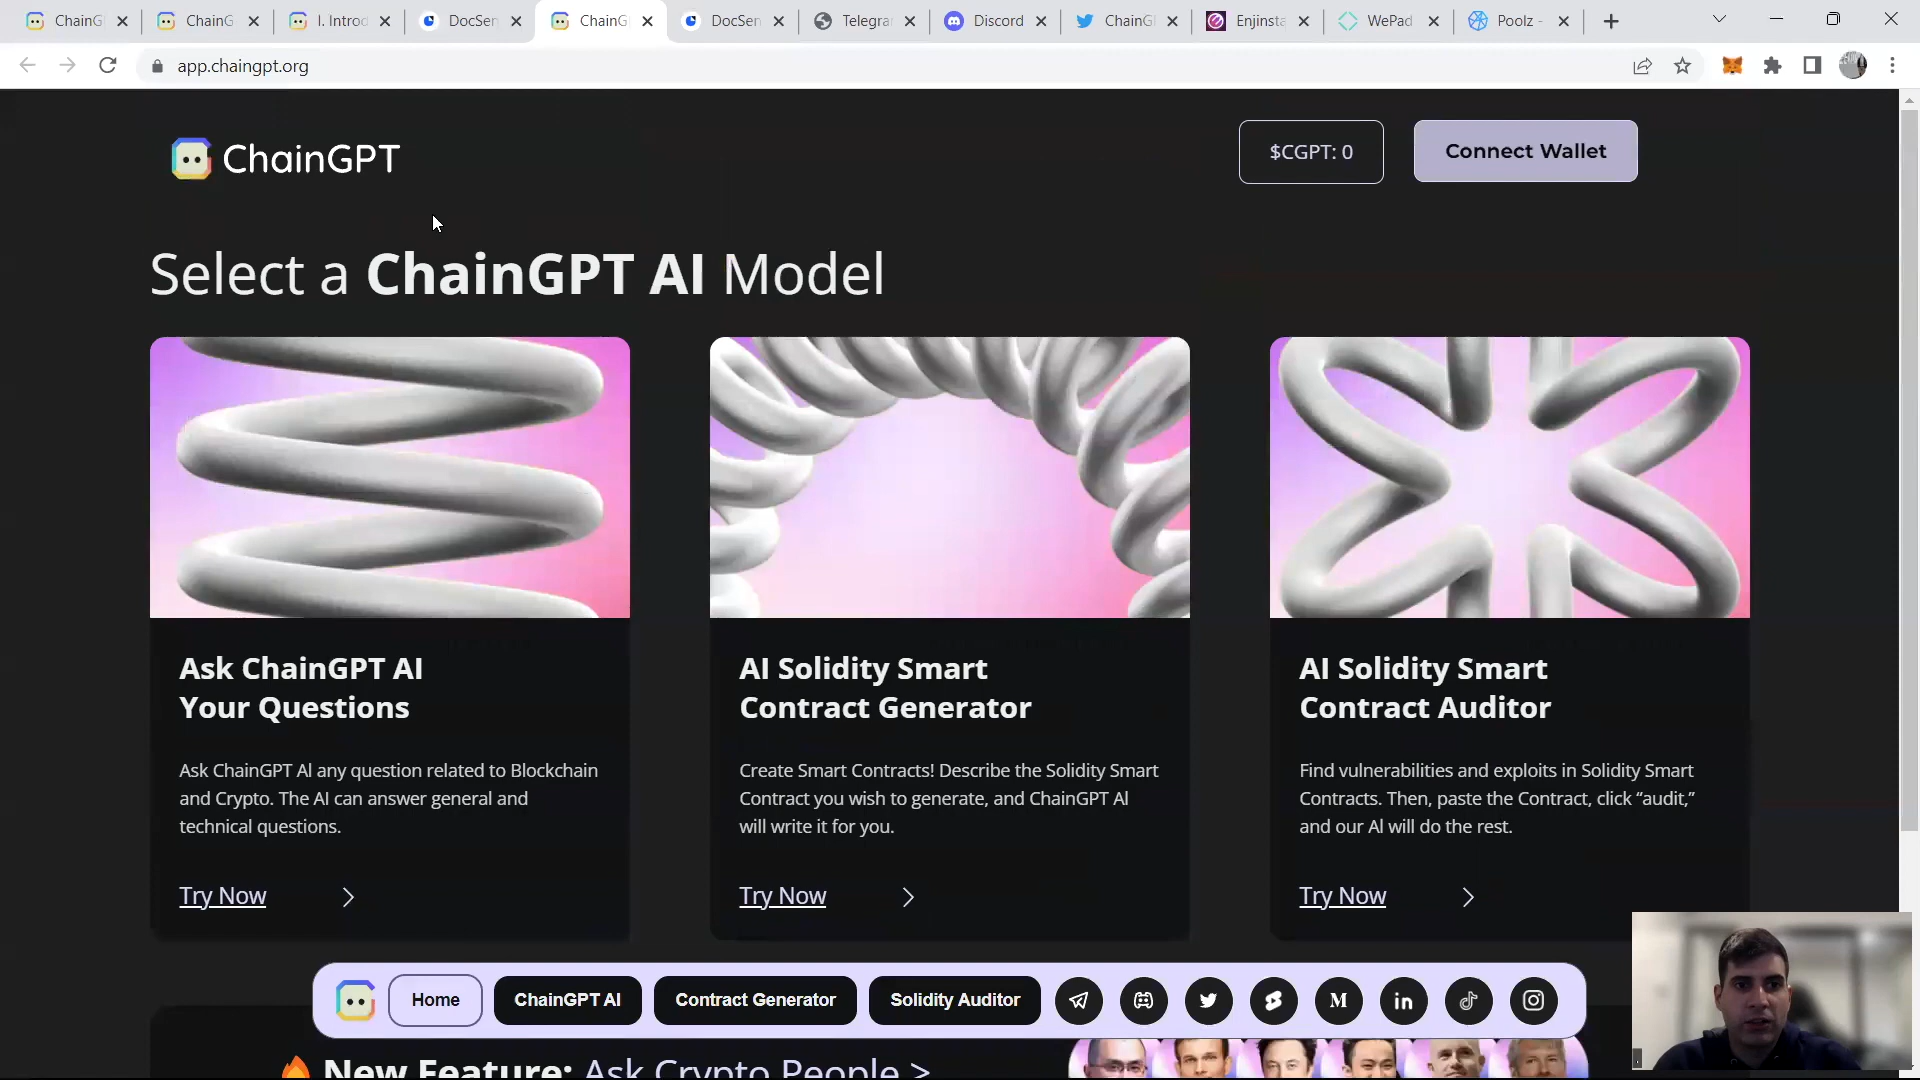 ChainG
ChainG
I. Introd
DocSen
ChainG
DocSen
Telegrar
Discord
ChainGl
Enjinsta
WePad
Poolz -
app.chaingpt.org
ChainGPT
$CGPT: 0
Connect Wallet
Select a ChainGPT AI Model
Ask ChainGPT AI
Your Questions
Ask ChainGPT AI any question related to Blockchain
and Crypto. The AI can answer general and
technical questions.
Try Now
AI Solidity Smart
Contract Generator
Create Smart Contracts! Describe the Solidity Smart
Contract you wish to generate, and ChainGPT AI
will write it for you.
Try Now
AI Solidity Smart
Contract Auditor
Find vulnerabilities and exploits in Solidity Smart
Contracts. Then, paste the Contract, click “audit,”
and our AI will do the rest.
Try Now
Home
ChainGPT AI
Contract Generator
Solidity Auditor
New Feature: Ask Crypto People >